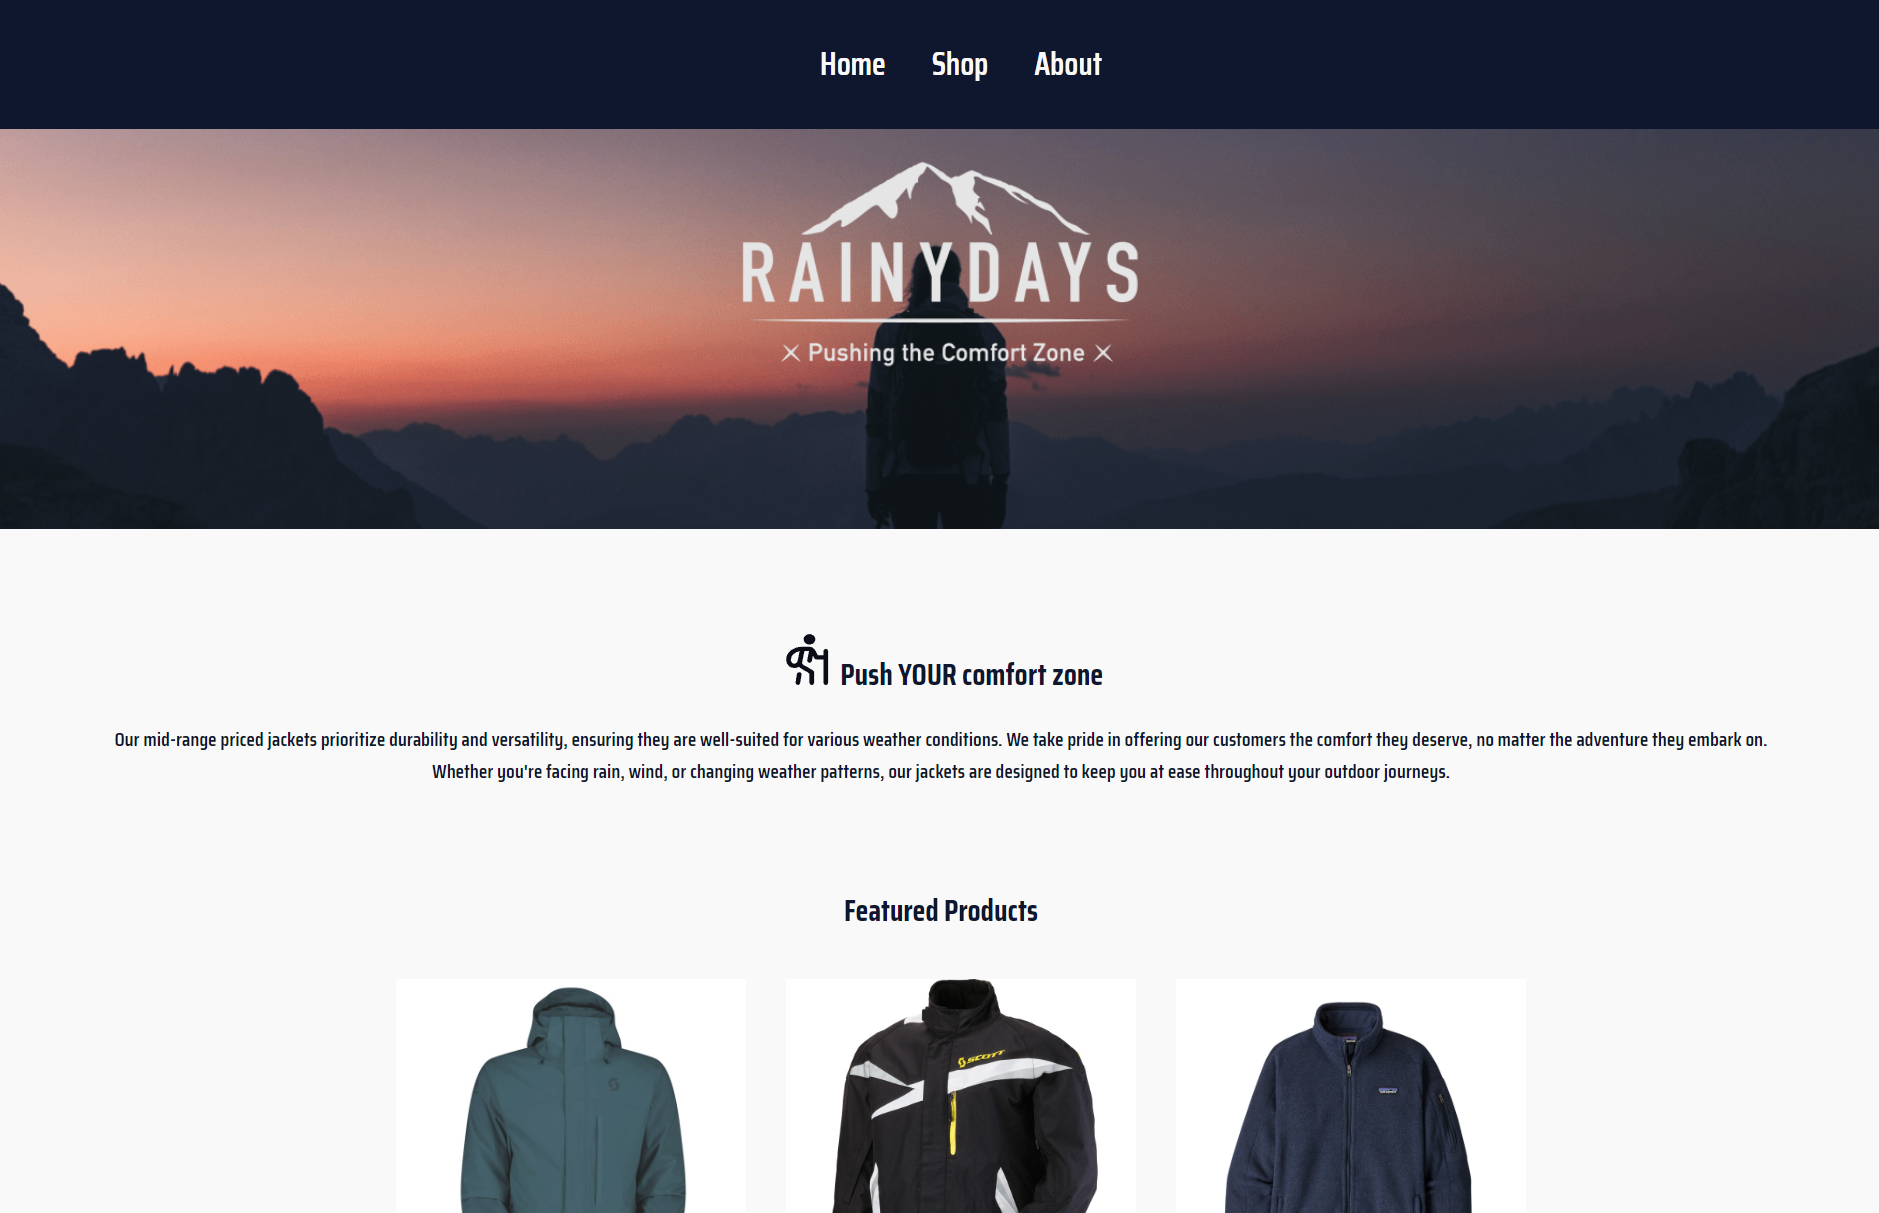 Home Shop About
RAINYDAYS
Pushing the Comfort Zone
Push YOUR comfort zone
Our mid-range priced jackets prioritize durability and versatility, ensuring they are well-suited for various weather conditions. We take pride in offering our customers the comfort they deserve, no matter the adventure they embark on.
Whether you're facing rain, wind, or changing weather patterns, our jackets are designed to keep you at ease throughout your outdoor journeys.
Featured Products
SCOTT